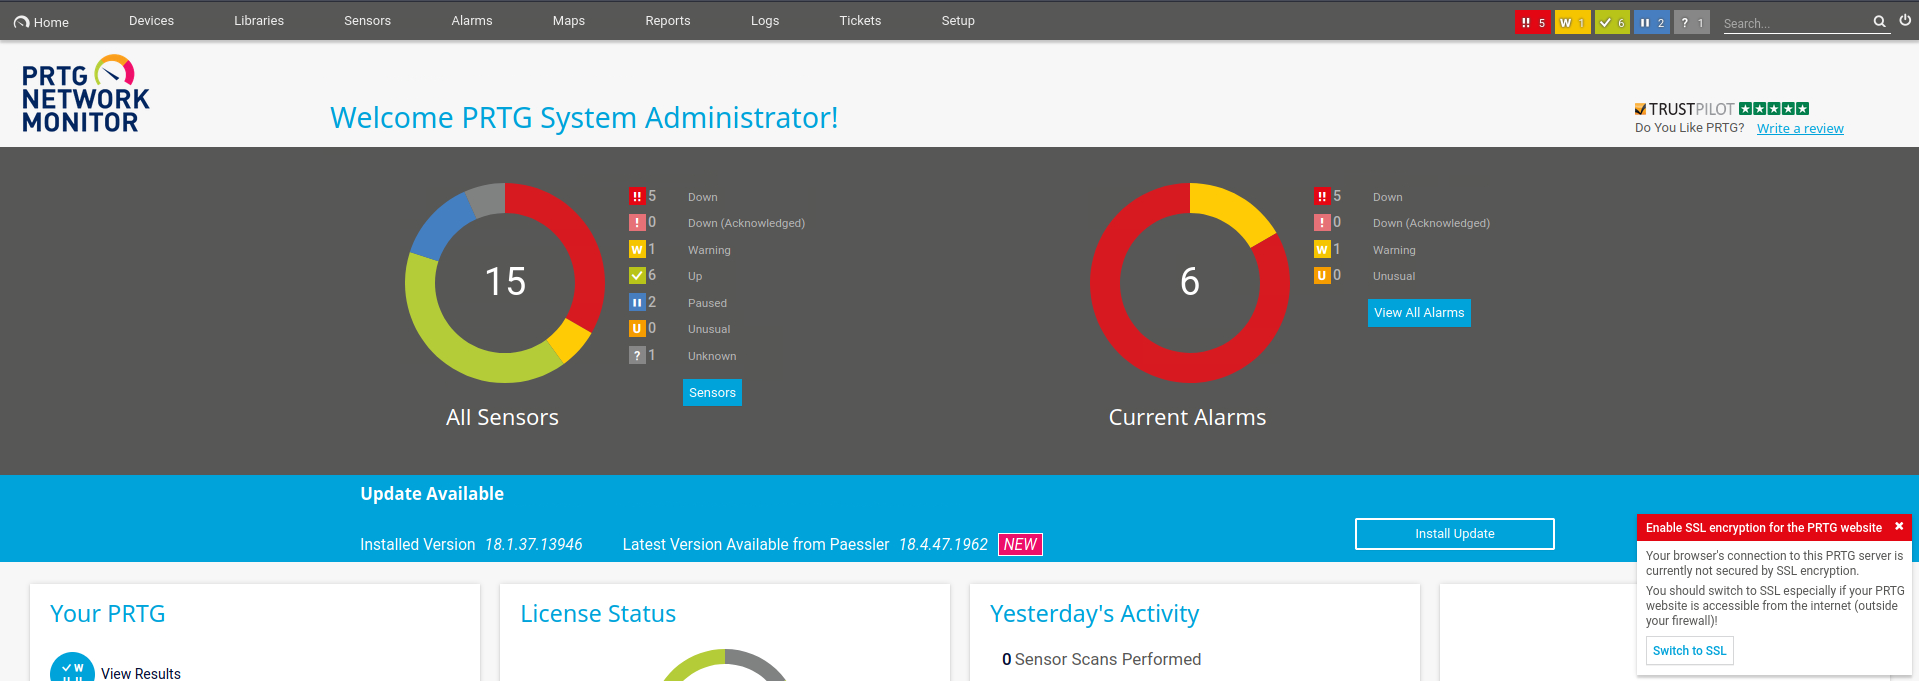 Home Devices Libraries Sensors Alarms Maps Reports Logs Tickets Setup !! 5 W 1 6 2 ? 1 Search...
PRTG
NETWORK
MONITOR
Welcome PRTG System Administrator!
TRUSTPILOT
Do You Like PRTG? Write a review
15
!! 5 Down
! 0 Down (Acknowledged)
W 1 Warning
6 Up
2 Paused
U 0 Unusual
? 1 Unknown
Sensors
All Sensors
6
!! 5 Down
! 0 Down (Acknowledged)
W 1 Warning
U 0 Unusual
View All Alarms
Current Alarms
Update Available
Installed Version 18.1.37.13946 Latest Version Available from Paessler 18.4.47.1962 NEW
Install Update
Enable SSL encryption for the PRTG website
Your browser's connection to this PRTG server is
currently not secured by SSL encryption.
You should switch to SSL especially if your PRTG
website is accessible from the internet (outside
your firewall)!
Switch to SSL
Your PRTG
W
View Results
License Status
Yesterday's Activity
0 Sensor Scans Performed